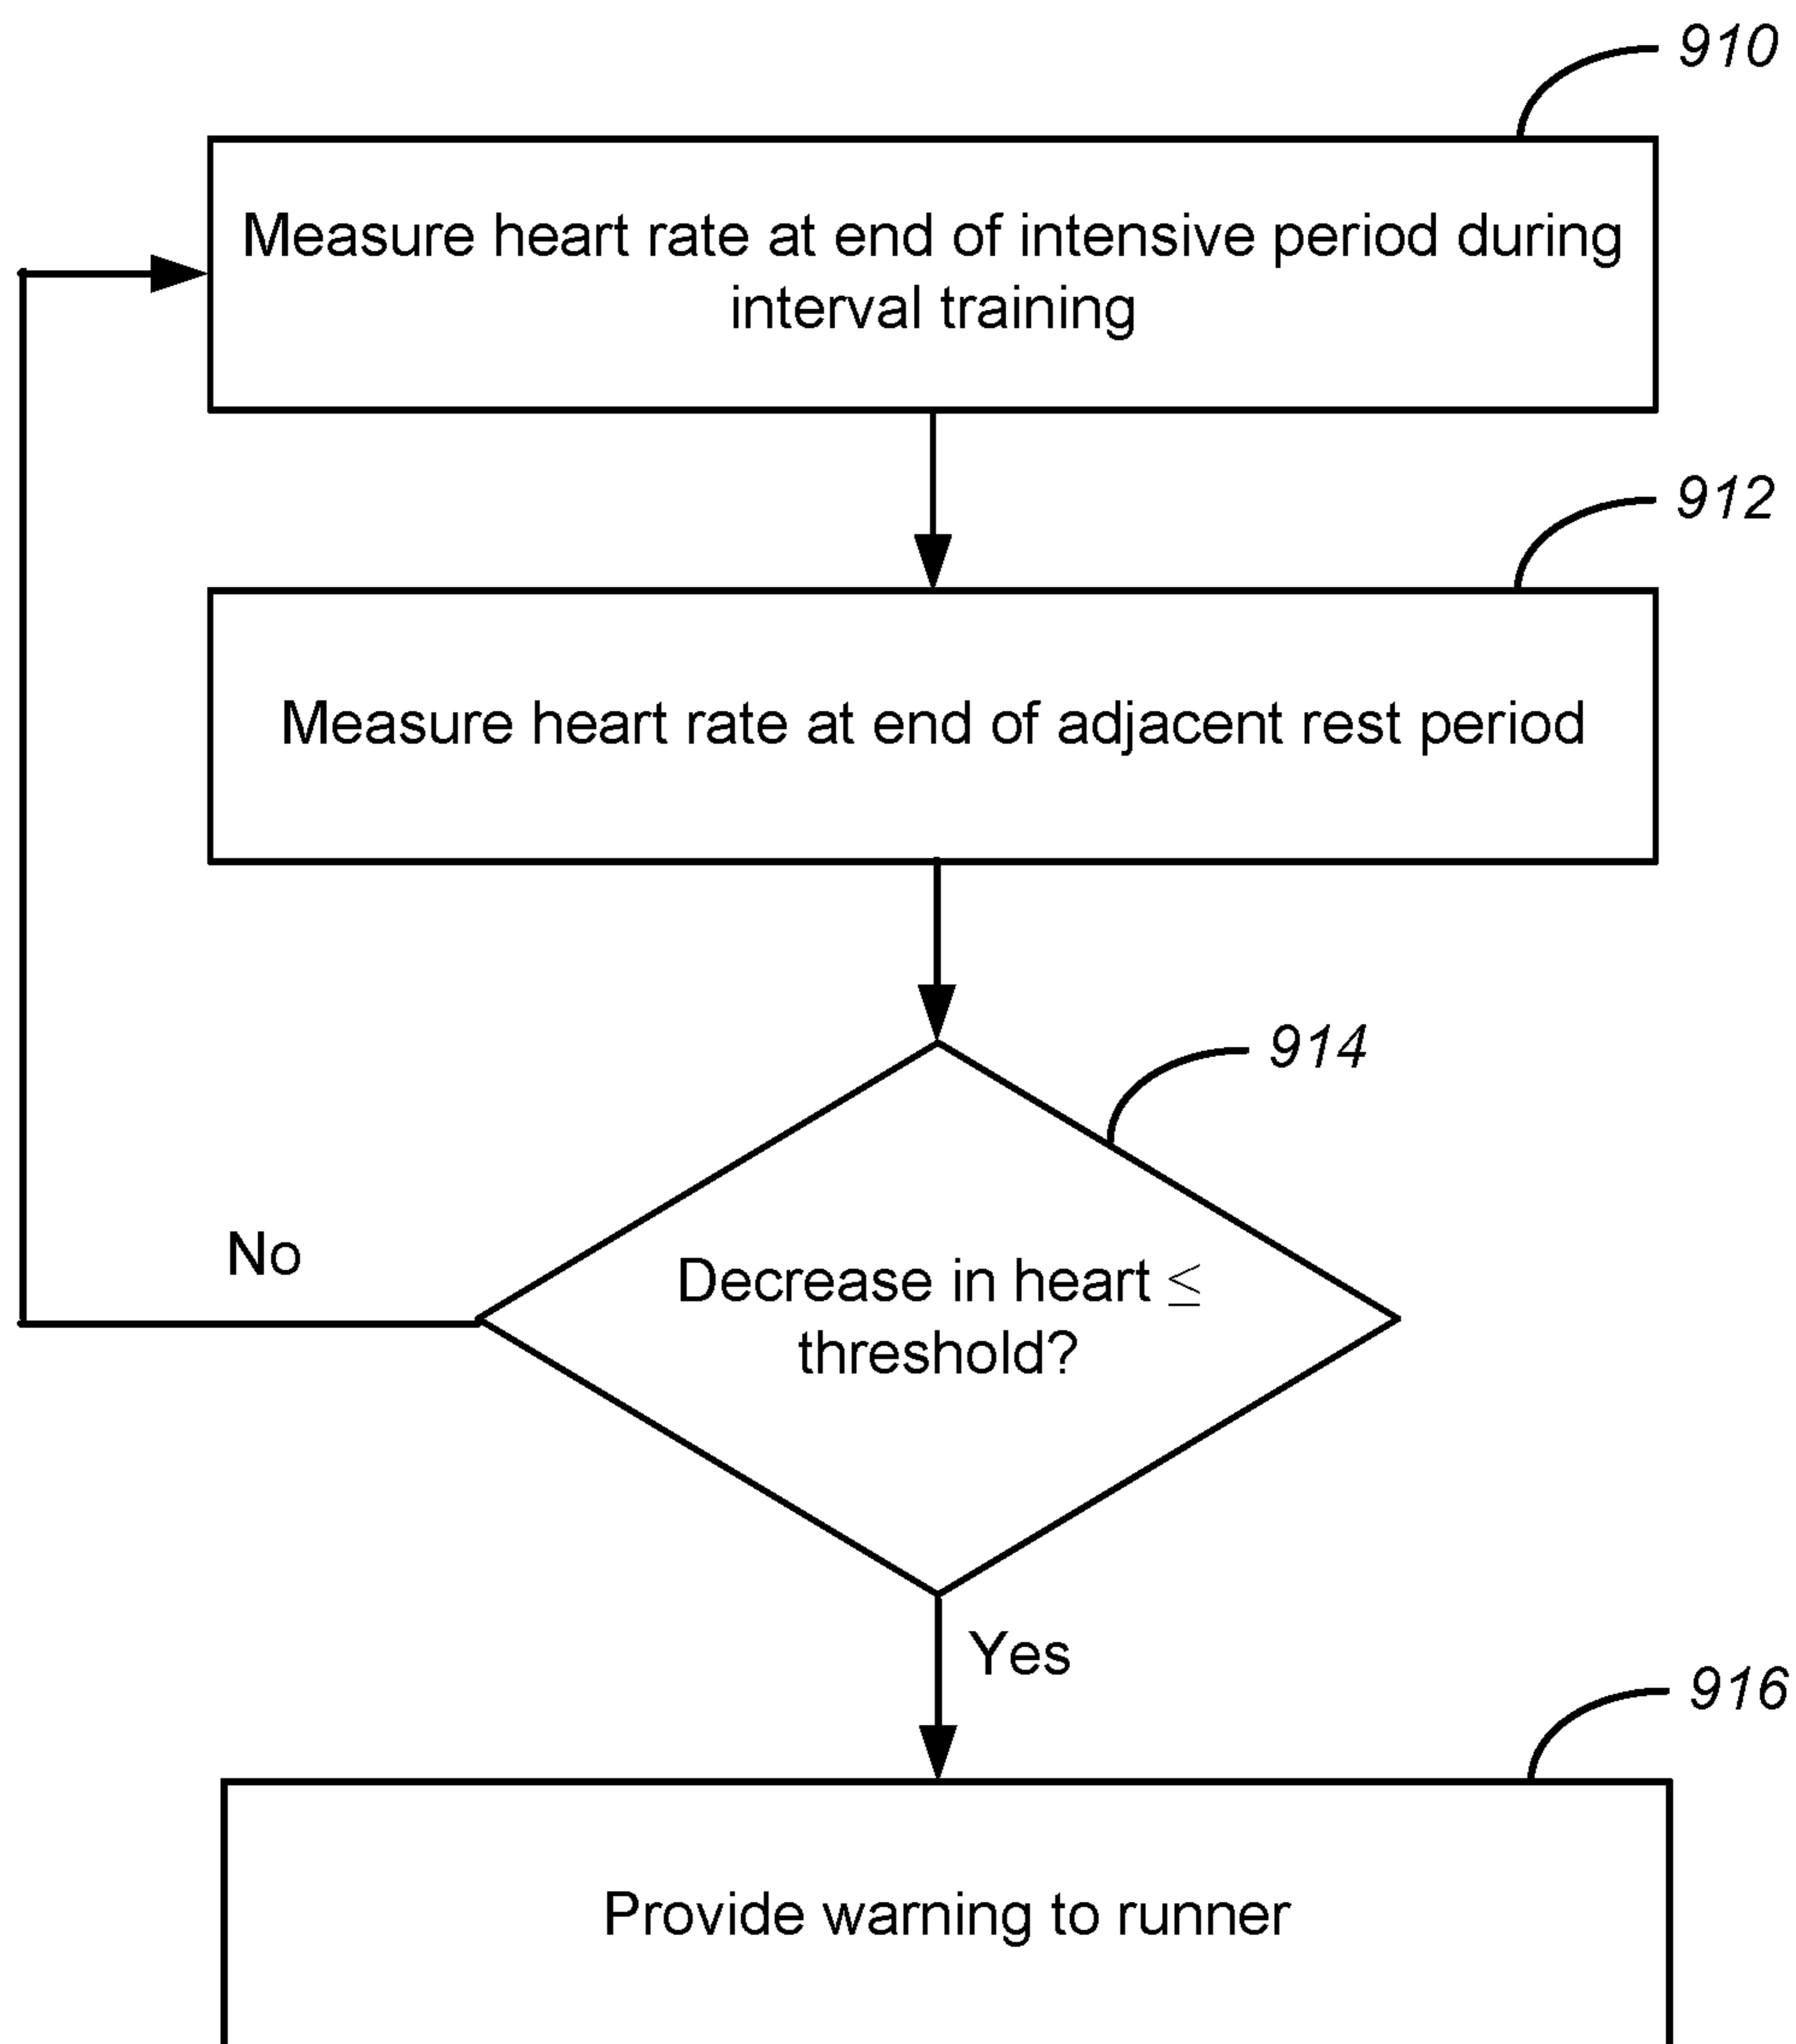 910
Measure heart rate at end of intensive period during
interval training
912
Measure heart rate at end of adjacent rest period
914
Decrease in heart ≤
threshold?
No
Yes
916
Provide warning to runner